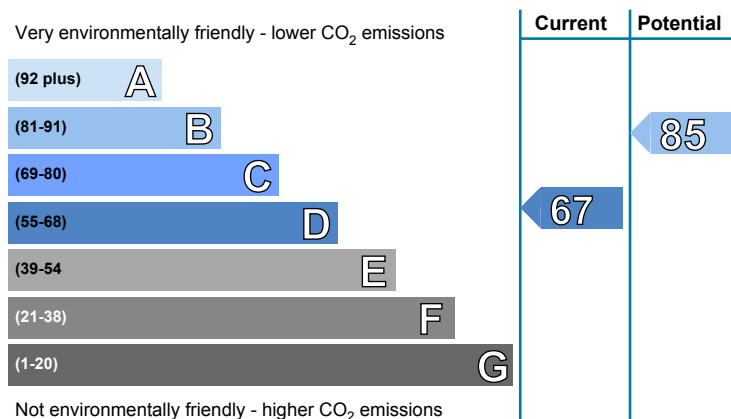 Current Potential
Very environmentally friendly - lower CO₂ emissions
(92 plus) A
(81-91) B
85
(69-80) C
(55-68) D
67
(39-54 E
(21-38) F
(1-20) G
Not environmentally friendly - higher CO₂ emissions